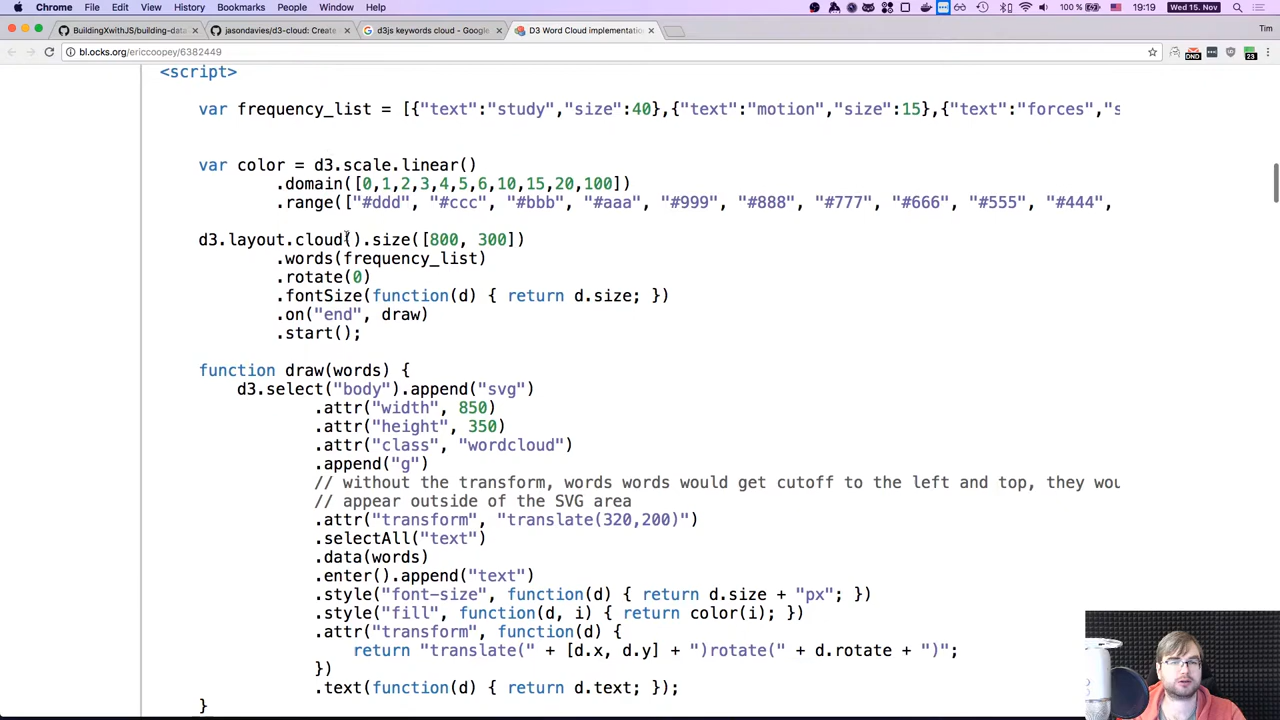 Chrome File Edit View History Bookmarks People Window Help 100 % Wed 15. Nov 19:19
BuildingXwithJS/building-data jasondavies/d3-cloud: Create d3js keywords cloud - Google D3 Word Cloud implementatio Tim
bl.ocks.org/ericcoopey/6382449 DND 23
<script>
var frequency_list = [{"text":"study","size":40},{"text":"motion","size":15},{"text":"forces","s
var color = d3.scale.linear()
.domain([0,1,2,3,4,5,6,10,15,20,100])
.range(["#ddd", "#ccc", "#bbb", "#aaa", "#999", "#888", "#777", "#666", "#555", "#444",
d3.layout.cloud().size([800, 300])
.words(frequency_list)
.rotate(0)
.fontSize(function(d) { return d.size; })
.on("end", draw)
.start();
function draw(words) {
d3.select("body").append("svg")
.attr("width", 850)
.attr("height", 350)
.attr("class", "wordcloud")
.append("g")
// without the transform, words words would get cutoff to the left and top, they wou
// appear outside of the SVG area
.attr("transform", "translate(320,200)")
.selectAll("text")
.data(words)
.enter().append("text")
.style("font-size", function(d) { return d.size + "px"; })
.style("fill", function(d, i) { return color(i); })
.attr("transform", function(d) {
return "translate(" + [d.x, d.y] + ")rotate(" + d.rotate + ")";
})
.text(function(d) { return d.text; });
}